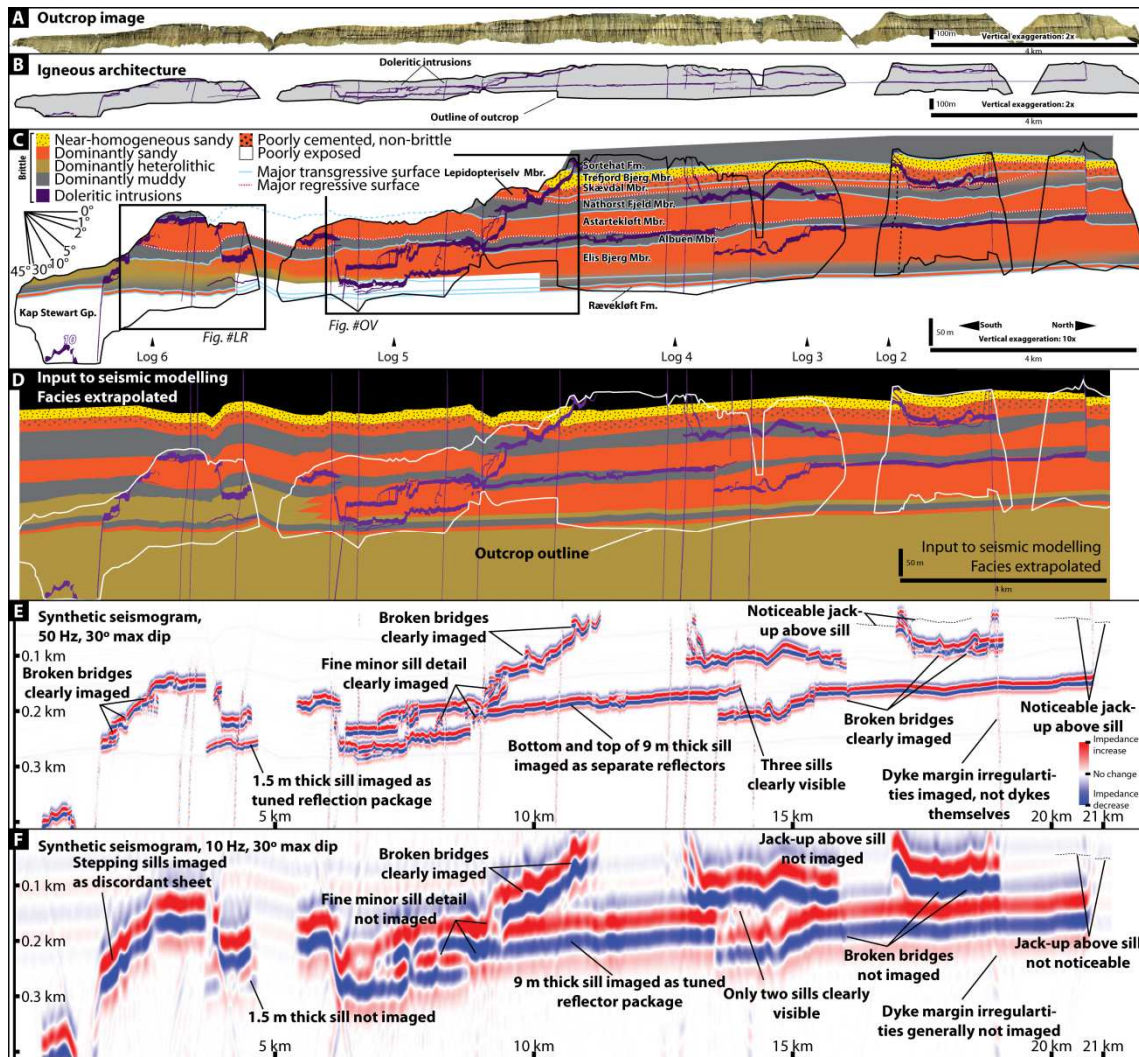 A Outcrop image
100m
Vertical exaggeration: 2x
4 km
B Igneous architecture
Doleritic intrusions
Outline of outcrop
100m
Vertical exaggeration: 2x
4 km
C
Brittle
Near-homogeneous sandy
Dominantly sandy
Dominantly heterolithic
Dominantly muddy
Doleritic intrusions
Poorly cemented, non-brittle
Poorly exposed
Major transgressive surface
Major regressive surface
Lepidopteriselv Mbr.
Sortehat Fm.
Trefjord Bjerg Mbr.
Skævdal Mbr.
Nathorst Fjeld Mbr.
Astartekløft Mbr.
Albuen Mbr.
Elis Bjerg Mbr.
Rævekløft Fm.
0°
1°
2°
5°
10°
30°
45°
Kap Stewart Gp.
10
Fig. #LR
Fig. #OV
Log 6
Log 5
Log 4
Log 3
Log 2
50 m
South
North
Vertical exaggeration: 10x
4 km
D Input to seismic modelling
Facies extrapolated
Outcrop outline
Input to seismic modelling
Facies extrapolated
50 m
4 km
E Synthetic seismogram,
50 Hz, 30º max dip
0.1 km
0.2 km
0.3 km
Broken bridges
clearly imaged
1.5 m thick sill imaged as
tuned reflection package
Broken bridges
clearly imaged
Fine minor sill detail
clearly imaged
Bottom and top of 9 m thick sill
imaged as separate reflectors
Noticeable jack-
up above sill
Three sills
clearly visible
Broken bridges
clearly imaged
Dyke margin irregularti-
ties imaged, not dykes
themselves
Noticeable jack-
up above sill
Impedance
increase
No change
Impedance
decrease
5 km
10 km
15 km
20 km
21 km
F Synthetic seismogram, 10 Hz, 30º max dip
Stepping sills imaged
as discordant sheet
0.1 km
0.2 km
0.3 km
1.5 m thick sill not imaged
Broken bridges
clearly imaged
Fine minor sill detail
not imaged
9 m thick sill imaged as tuned
reflector package
Jack-up above sill
not imaged
Only two sills clearly
visible
Broken bridges
not imaged
Dyke margin irregularti-
ties generally not imaged
Jack-up above sill
not noticeable
5 km
10 km
15 km
20 km
21 km